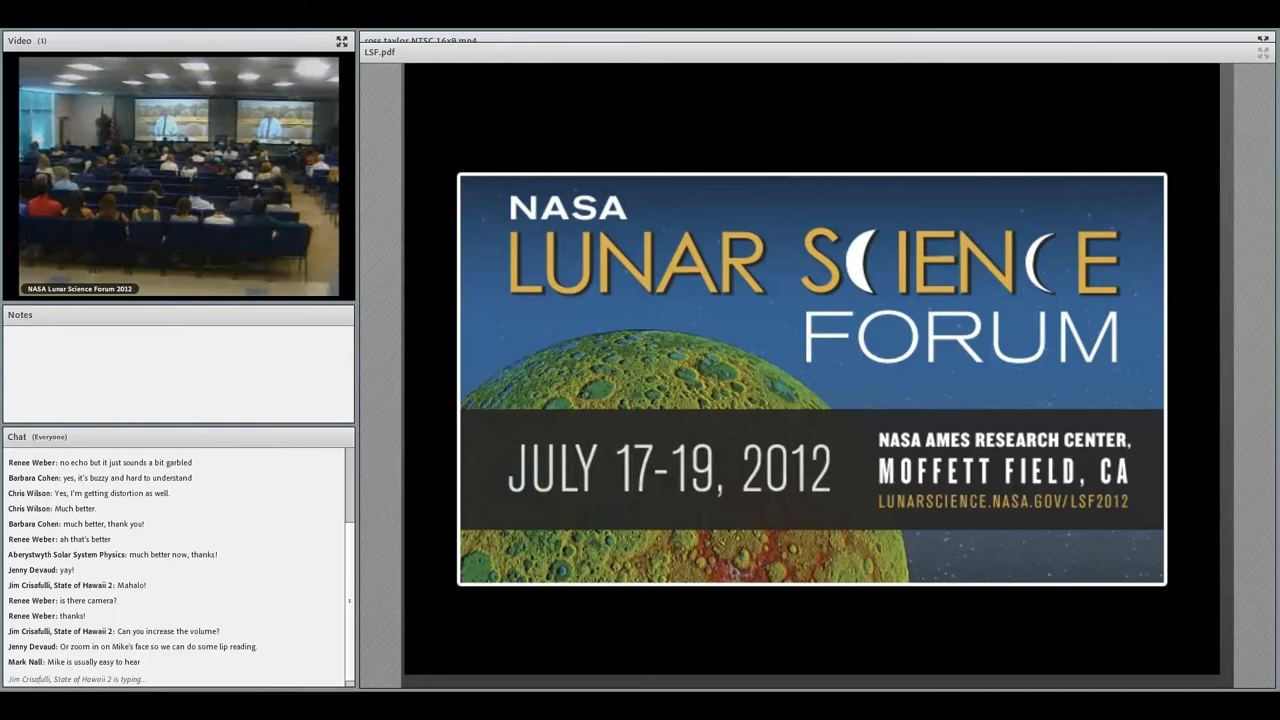 Video (1)
ross taylor NTSC 16x9.mp4
LSF.pdf
NASA Lunar Science Forum 2012
NASA
LUNAR SCIENCE
FORUM
JULY 17-19, 2012
NASA AMES RESEARCH CENTER,
MOFFETT FIELD, CA
LUNARSCIENCE.NASA.GOV/LSF2012
Notes
Chat (Everyone)
Renee Weber: no echo but it just sounds a bit garbled
Barbara Cohen: yes, it's buzzy and hard to understand
Chris Wilson: Yes, I'm getting distortion as well.
Chris Wilson: Much better.
Barbara Cohen: much better, thank you!
Renee Weber: ah that's better
Aberystwyth Solar System Physics: much better now, thanks!
Jenny Devaud: yay!
Jim Crisafulli, State of Hawaii 2: Mahalo!
Renee Weber: is there camera?
Renee Weber: thanks!
Jim Crisafulli, State of Hawaii 2: Can you increase the volume?
Jenny Devaud: Or zoom in on Mike's face so we can do some lip reading.
Mark Nall: Mike is usually easy to hear
Jim Crisafulli, State of Hawaii 2 is typing...